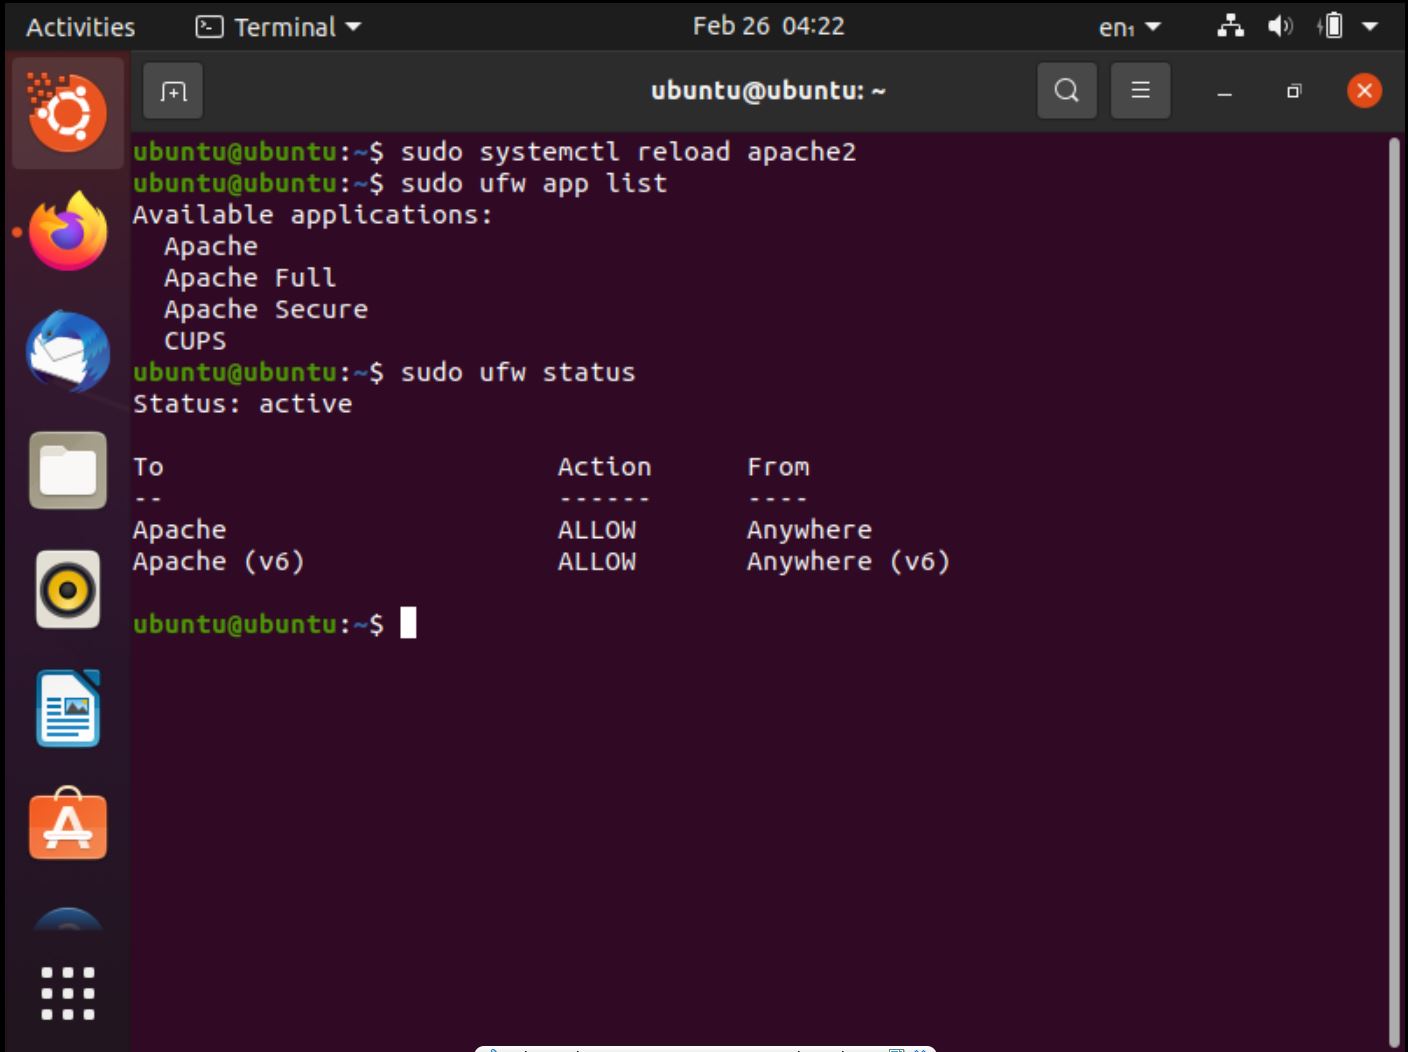 Activities Terminal Feb 26 04:22 en₁
ubuntu@ubuntu: ~
ubuntu@ubuntu:~$ sudo systemctl reload apache2
ubuntu@ubuntu:~$ sudo ufw app list
Available applications:
  Apache
  Apache Full
  Apache Secure
  CUPS
ubuntu@ubuntu:~$ sudo ufw status
Status: active
To                         Action      From
--                         ------      ----
Apache                     ALLOW       Anywhere
Apache (v6)                ALLOW       Anywhere (v6)
ubuntu@ubuntu:~$